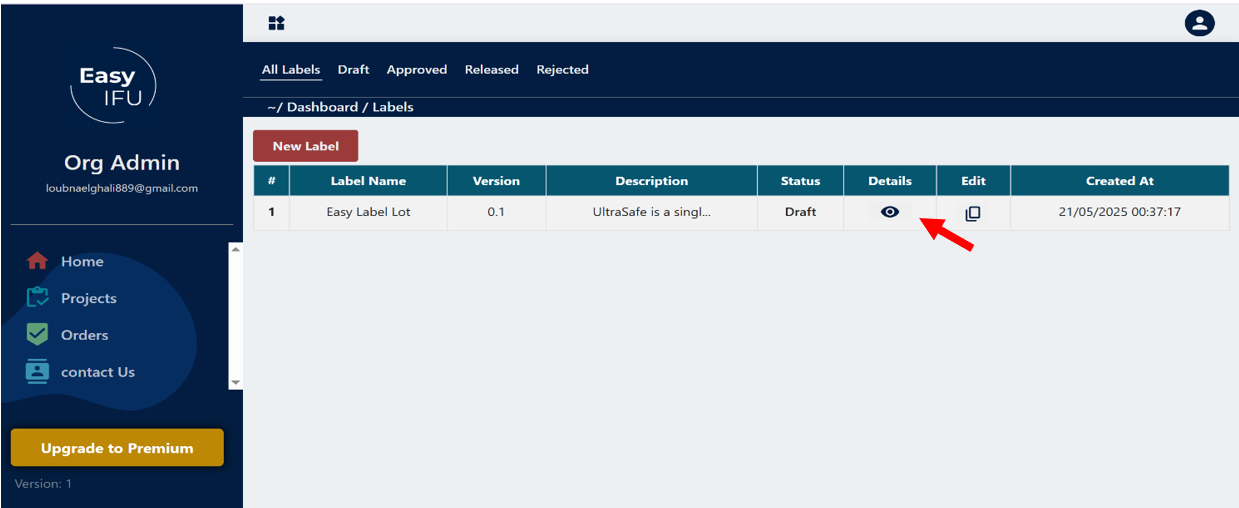 Easy
IFU
Org Admin
loubnaelghali889@gmail.com
Home
Projects
Orders
contact Us
Upgrade to Premium
Version: 1
All Labels Draft Approved Released Rejected
~/ Dashboard / Labels
New Label
# Label Name Version Description Status Details Edit Created At
1 Easy Label Lot 0.1 UltraSafe is a singl... Draft 21/05/2025 00:37:17